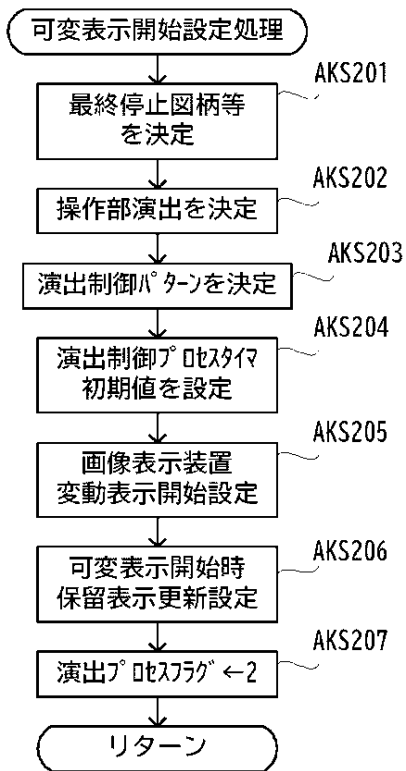 可変表示開始設定処理
AKS201
最終停止図柄等
を決定
AKS202
操作部演出を決定
AKS203
演出制御ﾊﾟﾀｰﾝを決定
AKS204
演出制御ﾌﾟﾛｾｽﾀｲﾏ
初期値を設定
AKS205
画像表示装置
変動表示開始設定
AKS206
可変表示開始時
保留表示更新設定
AKS207
演出ﾌﾟﾛｾｽﾌﾗｸﾞ←2
リターン